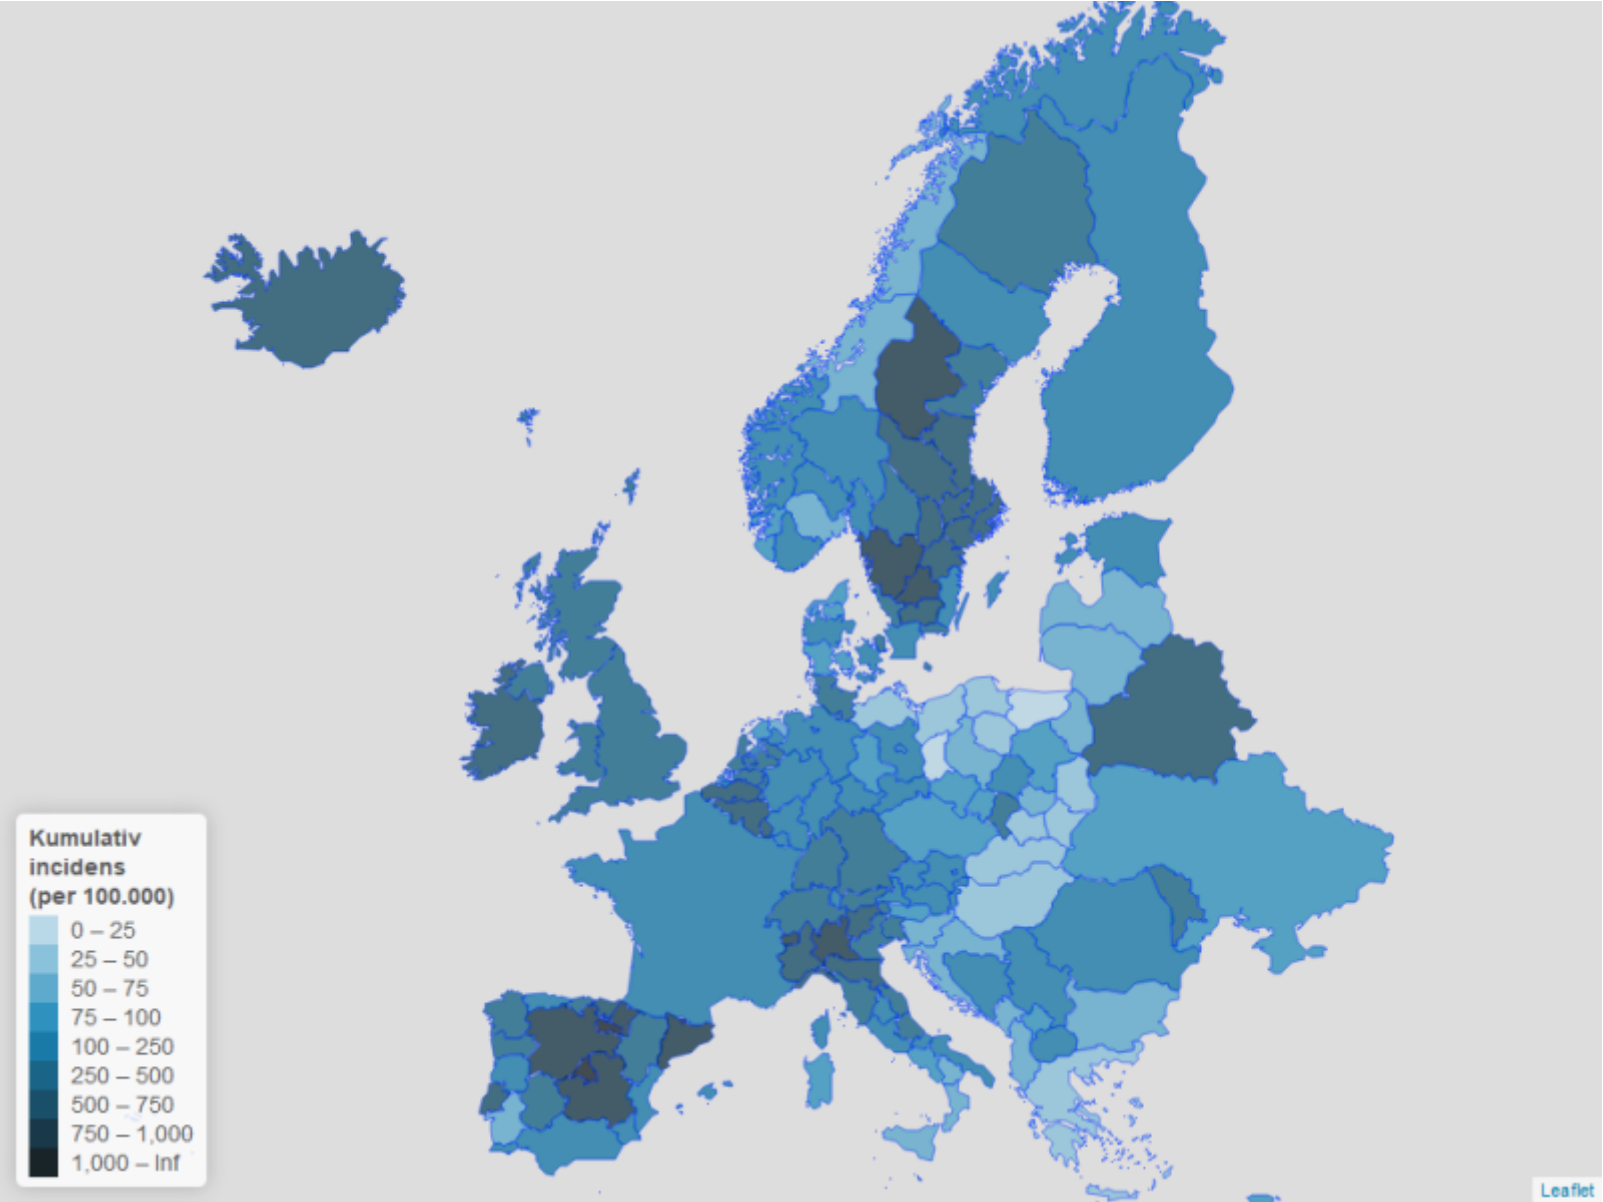 Kumulativ
incidens
(per 100.000)
0 – 25
25 – 50
50 – 75
75 – 100
100 – 250
250 – 500
500 – 750
750 – 1,000
1,000 – Inf
Leaflet